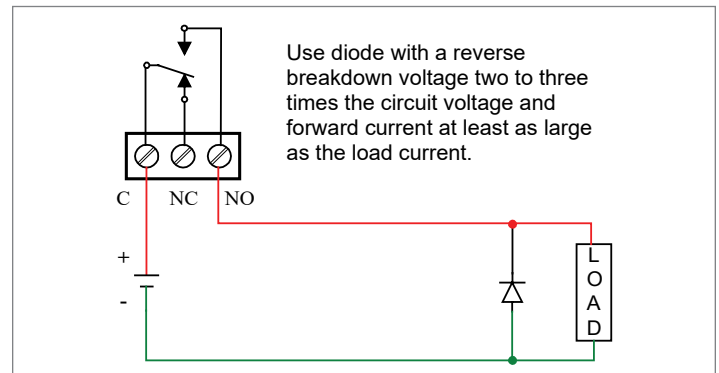 Use diode with a reverse
breakdown voltage two to three
times the circuit voltage and
forward current at least as large
as the load current.
C NC NO
+
-
L
O
A
D